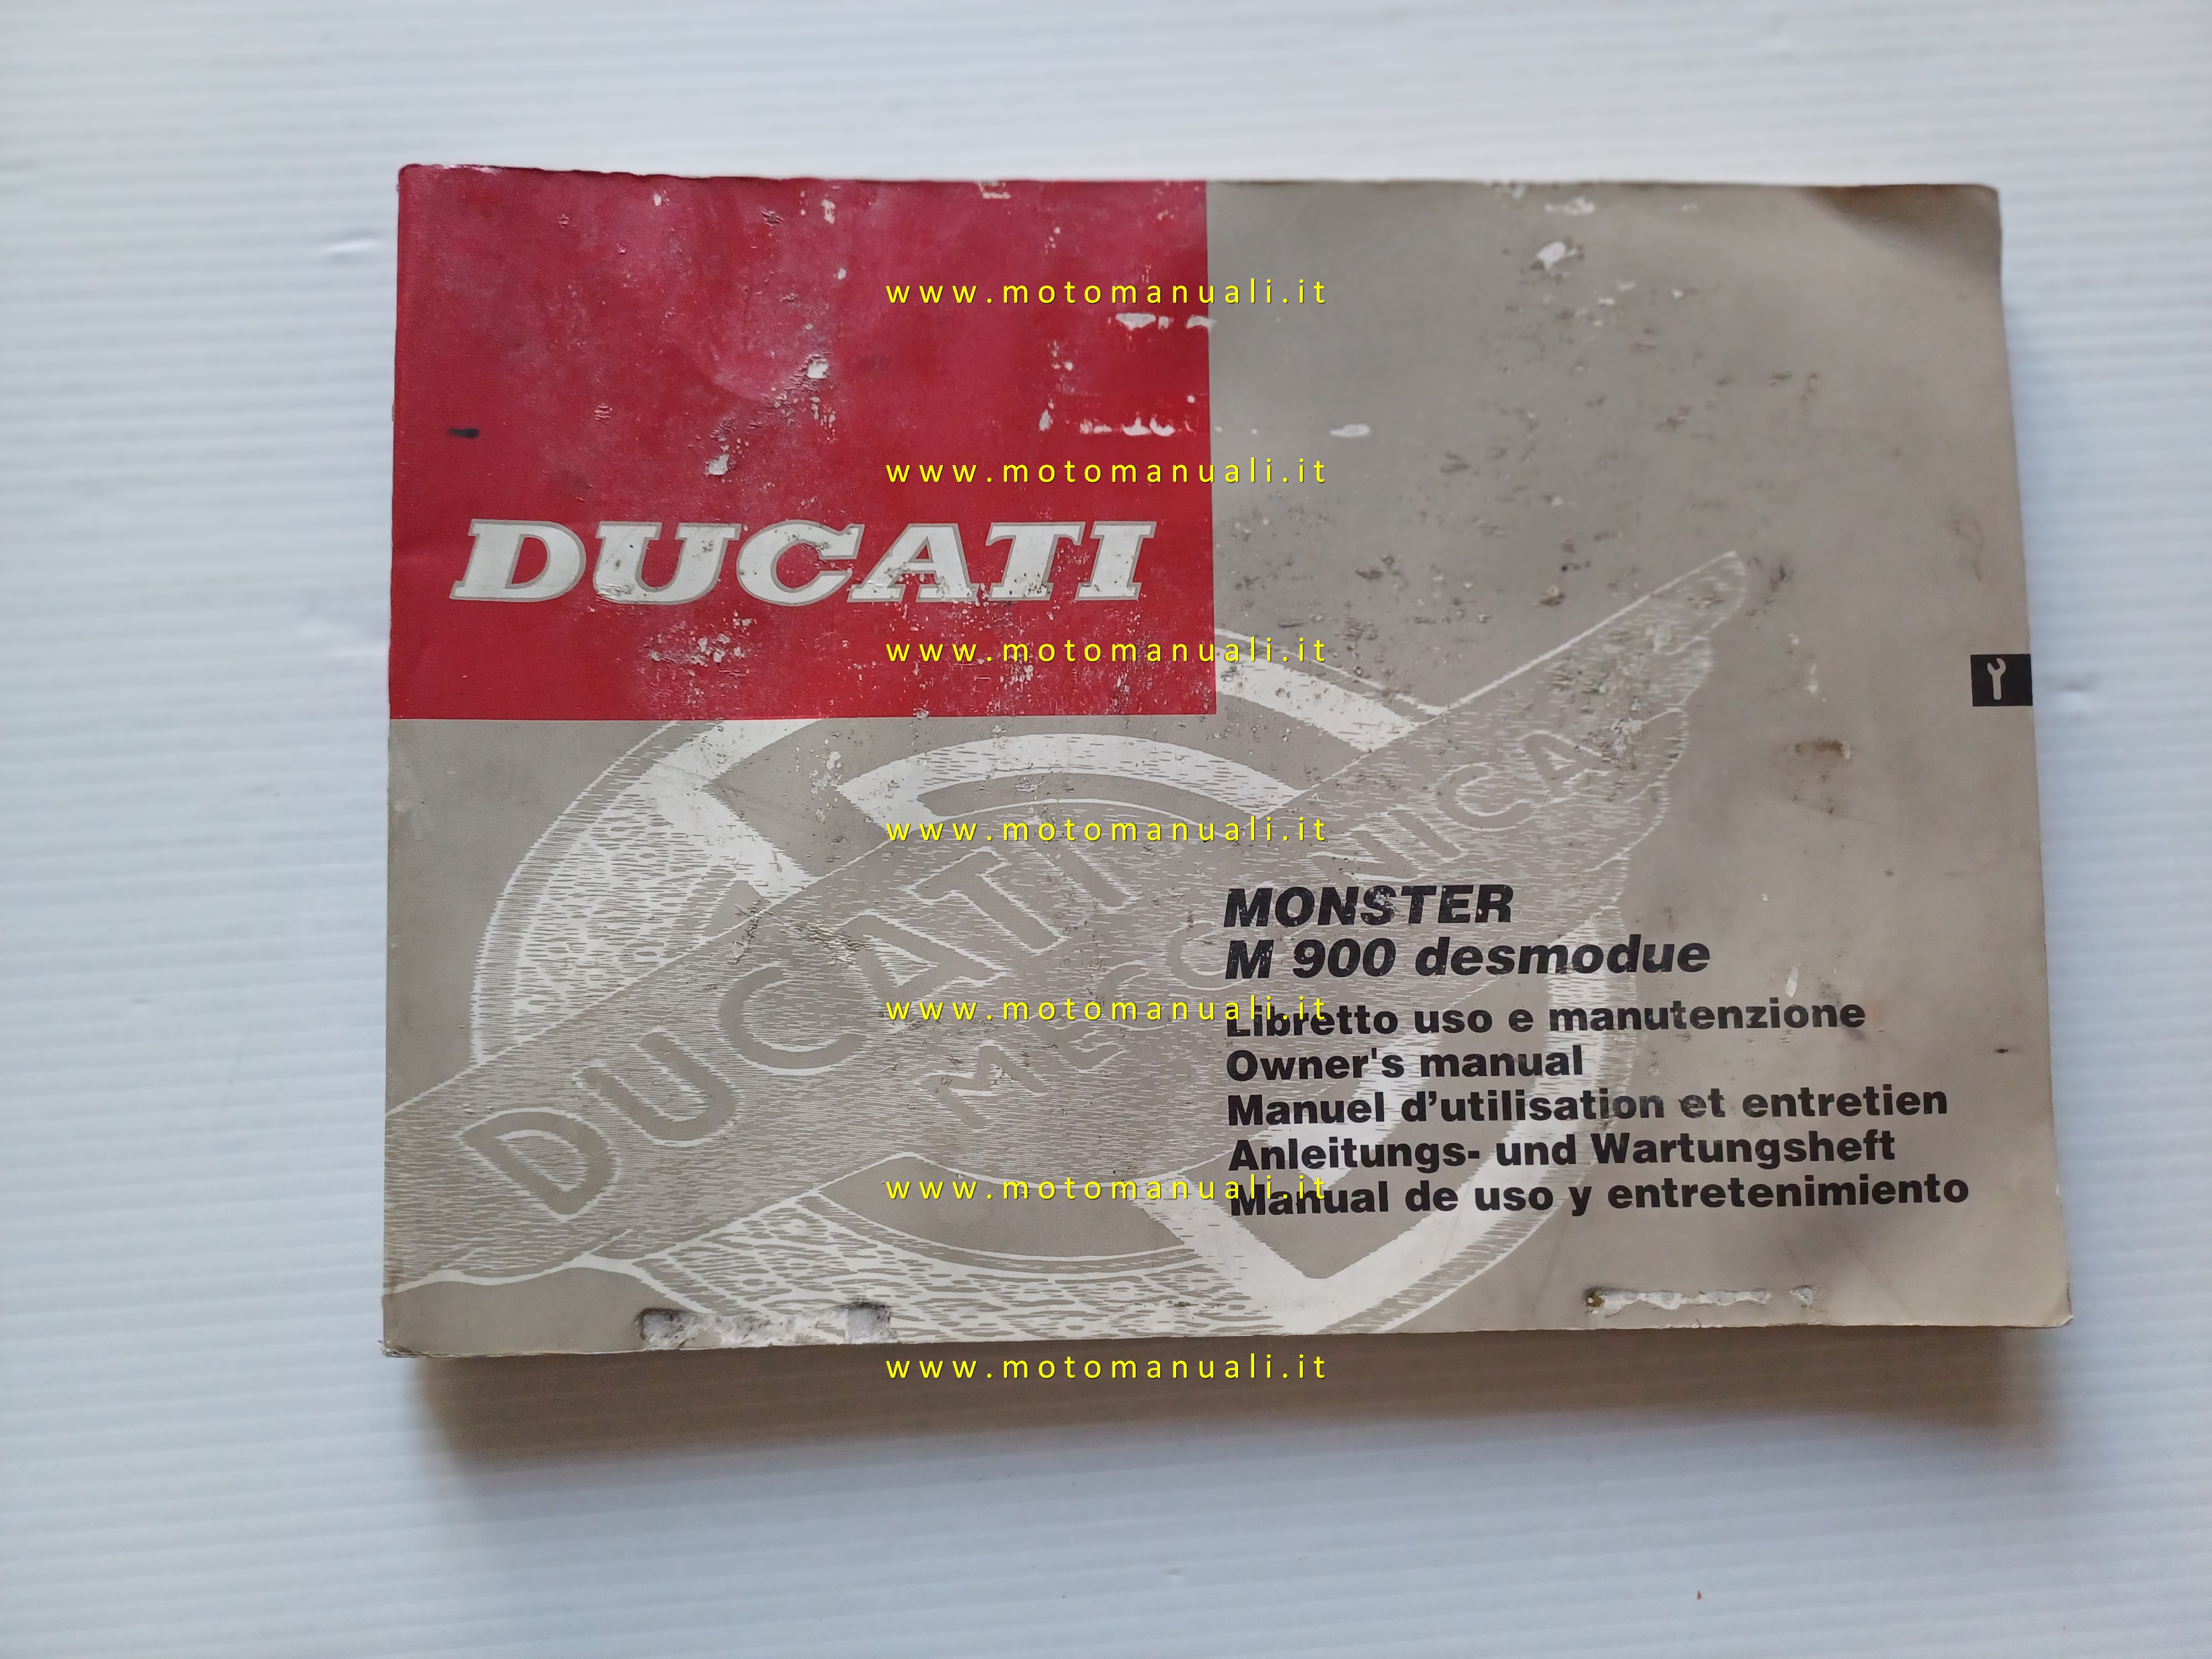 www.motomanuali.it
www.motomanuali.it
DUCATI
www.motomanuali.it
www.motomanuali.it
DUCATI
MECCANICA
MONSTER
M 900 desmodue
www.motomanuali.it
Libretto uso e manutenzione
Owner's manual
Manuel d'utilisation et entretien
Anleitungs- und Wartungsheft
www.motomanuali.it
Manual de uso y entretenimiento
www.motomanuali.it